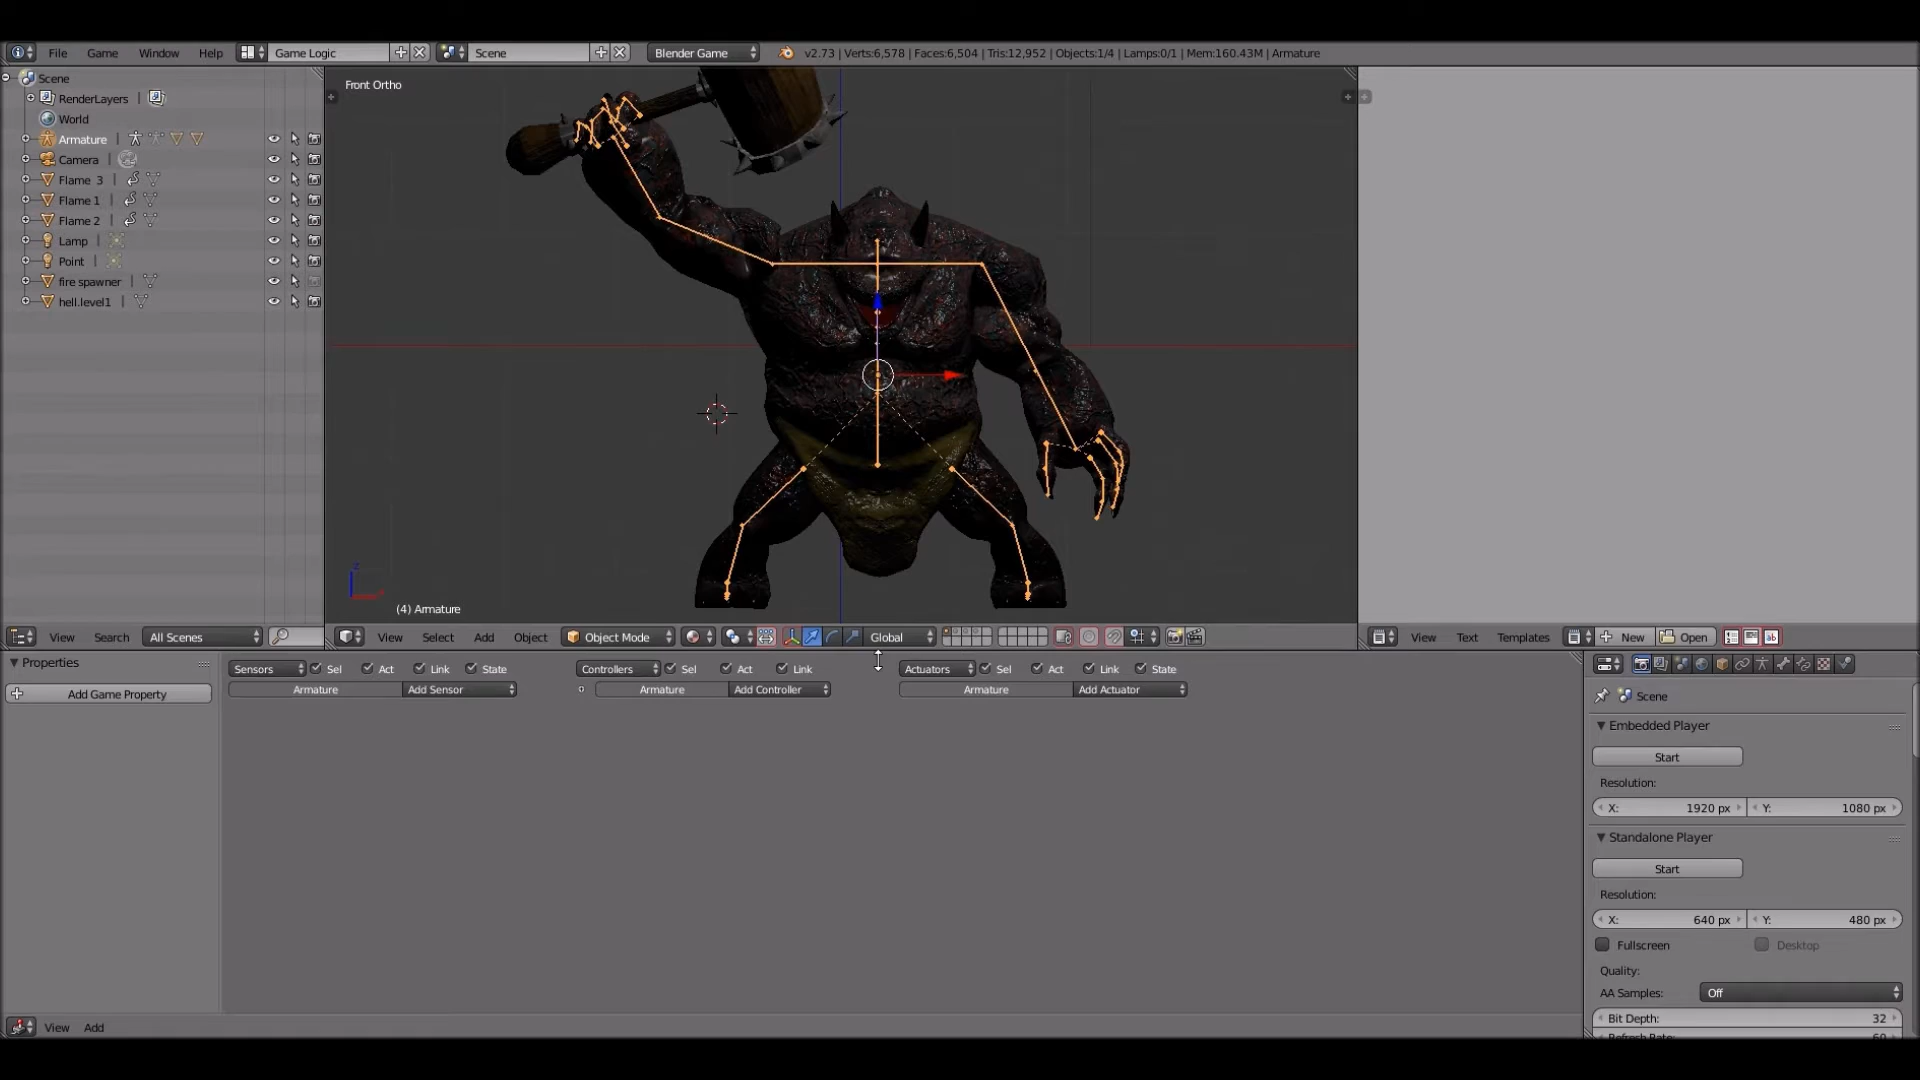 File Game Window Help Game Logic Scene Blender Game v2.73 | Verts:6,578 | Faces:6,504 | Tris:12,952 | Objects:1/4 | Lamps:0/1 | Mem:160.43M | Armature
Scene
RenderLayers |
World
Armature |
Camera |
Flame 3
Flame 1
Flame 2
Lamp |
Point |
fire spawner |
hell.level1 |
View Search All Scenes
Front Ortho
z
(4) Armature
View Select Add Object Object Mode Global
View Text Templates New Open
Properties
Add Game Property
Sensors Sel Act Link State Controllers Sel Act Link Actuators Sel Act Link State
Armature Add Sensor Armature Add Controller Armature Add Actuator
View Add
Scene
Embedded Player
Start
Resolution:
X: 1920 px Y: 1080 px
Standalone Player
Start
Resolution:
X: 640 px Y: 480 px
Fullscreen Desktop
Quality:
AA Samples: Off
Bit Depth: 32
Refresh Rate: 60